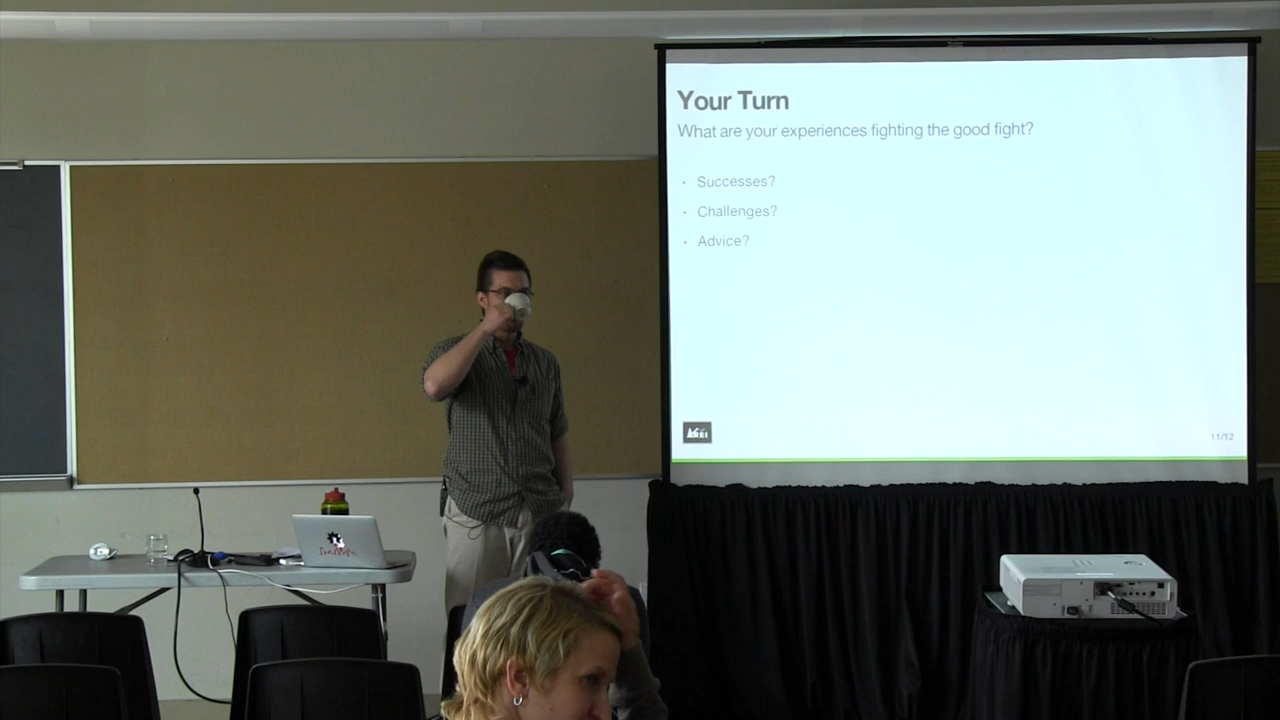 Your Turn
What are your experiences fighting the good fight?
· Successes?
· Challenges?
· Advice?
11/12